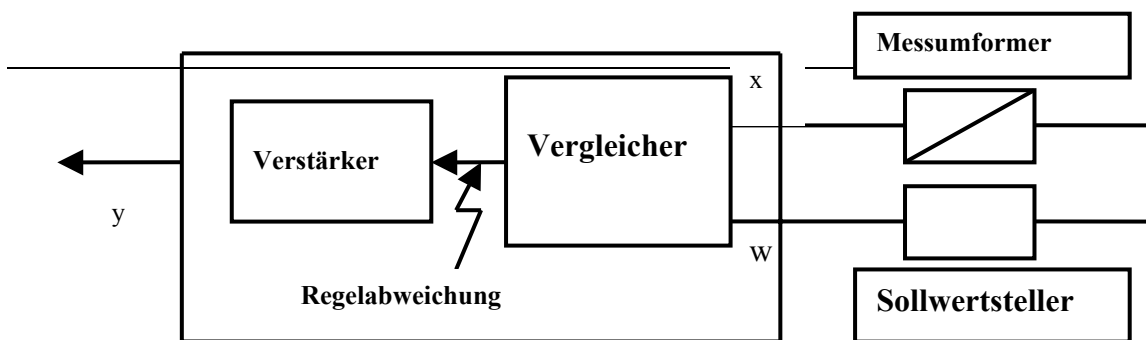 Messumformer
x
Vergleicher
Verstärker
y
w
Regelabweichung
Sollwertsteller